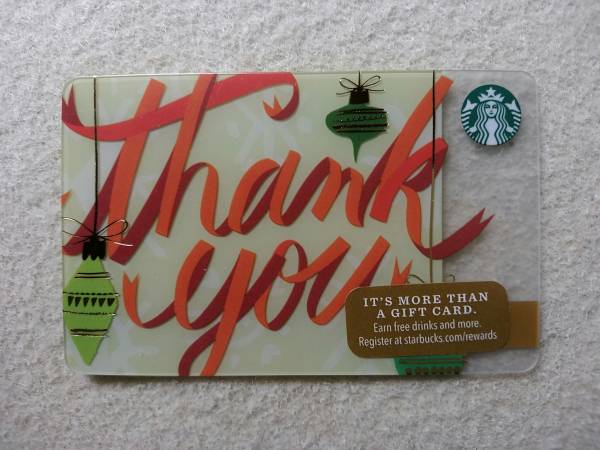 thank
you
IT'S MORE THAN
A GIFT CARD.
Earn free drinks and more.
Register at starbucks.com/rewards